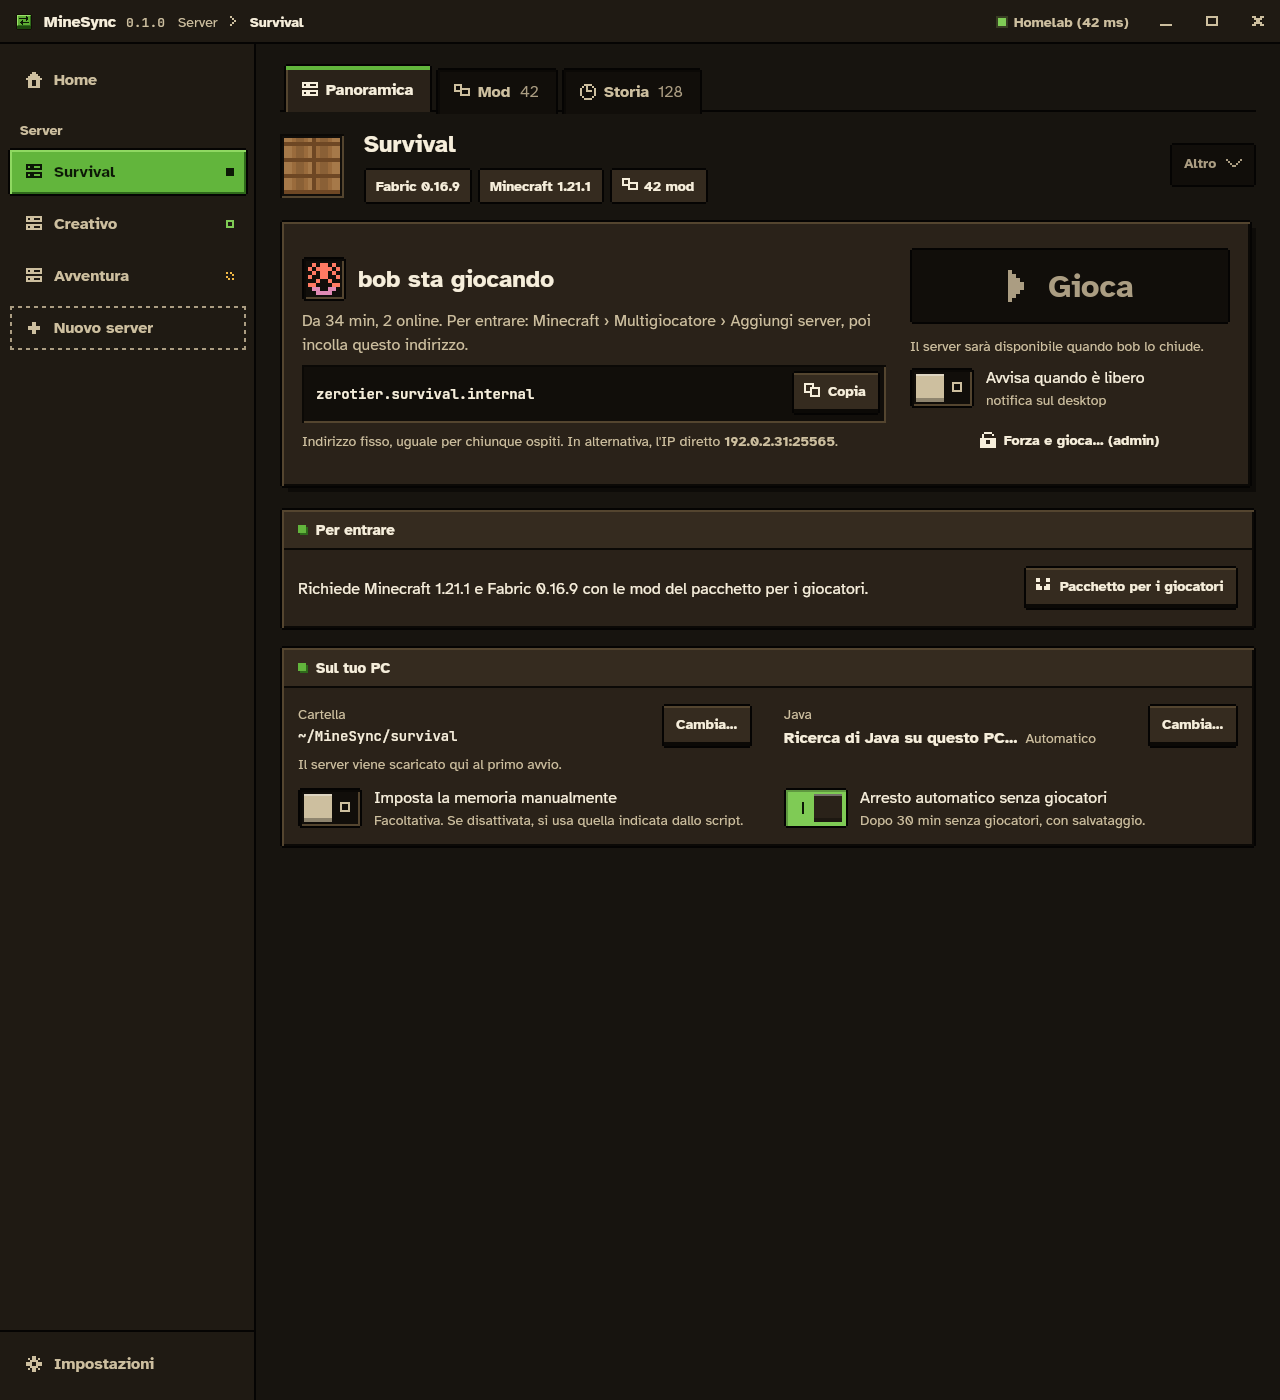 MineSync 0.1.0 Server Survival
Homelab (42 ms)
Home
Server
Survival
Creativo
Avventura
Nuovo server
Impostazioni
Panoramica
Mod 42
Storia 128
Survival
Fabric 0.16.9
Minecraft 1.21.1
42 mod
Altro
bob sta giocando
Da 34 min, 2 online. Per entrare: Minecraft › Multigiocatore › Aggiungi server, poi
incolla questo indirizzo.
zerotier.survival.internal
Copia
Indirizzo fisso, uguale per chiunque ospiti. In alternativa, l'IP diretto 192.0.2.31:25565.
Gioca
Il server sarà disponibile quando bob lo chiude.
Avvisa quando è libero
notifica sul desktop
Forza e gioca... (admin)
Per entrare
Richiede Minecraft 1.21.1 e Fabric 0.16.9 con le mod del pacchetto per i giocatori.
Pacchetto per i giocatori
Sul tuo PC
Cartella
~/MineSync/survival
Cambia...
Il server viene scaricato qui al primo avvio.
Java
Ricerca di Java su questo PC... Automatico
Cambia...
Imposta la memoria manualmente
Facoltativa. Se disattivata, si usa quella indicata dallo script.
Arresto automatico senza giocatori
Dopo 30 min senza giocatori, con salvataggio.